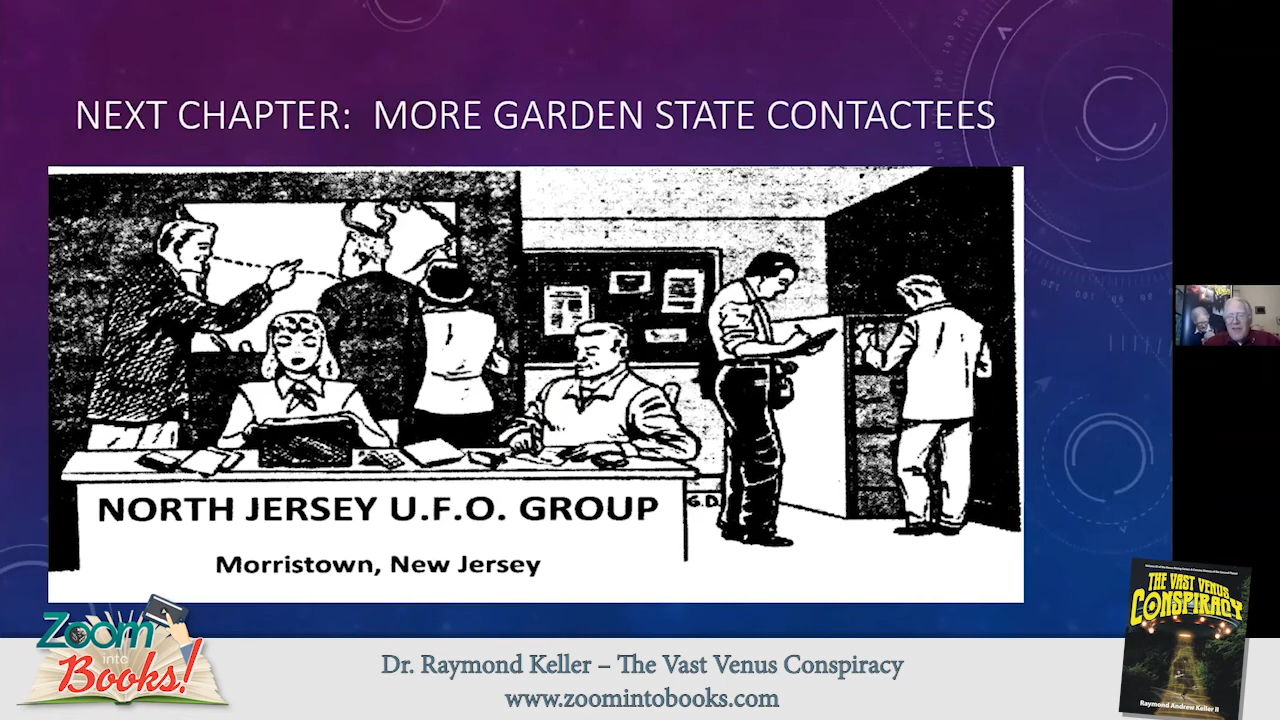 NEXT CHAPTER: MORE GARDEN STATE CONTACTEES
G.D.
NORTH JERSEY U.F.O. GROUP
Morristown, New Jersey
Zoom
into
Books!
Dr. Raymond Keller – The Vast Venus Conspiracy
www.zoomintobooks.com
THE VAST VENUS
CONSPIRACY
Raymond Andrew Keller II